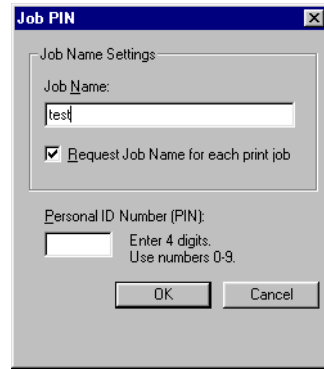 Job PIN
Job Name Settings
Job Name:
test
Request Job Name for each print job
Personal ID Number (PIN):
Enter 4 digits.
Use numbers 0-9.
OK Cancel